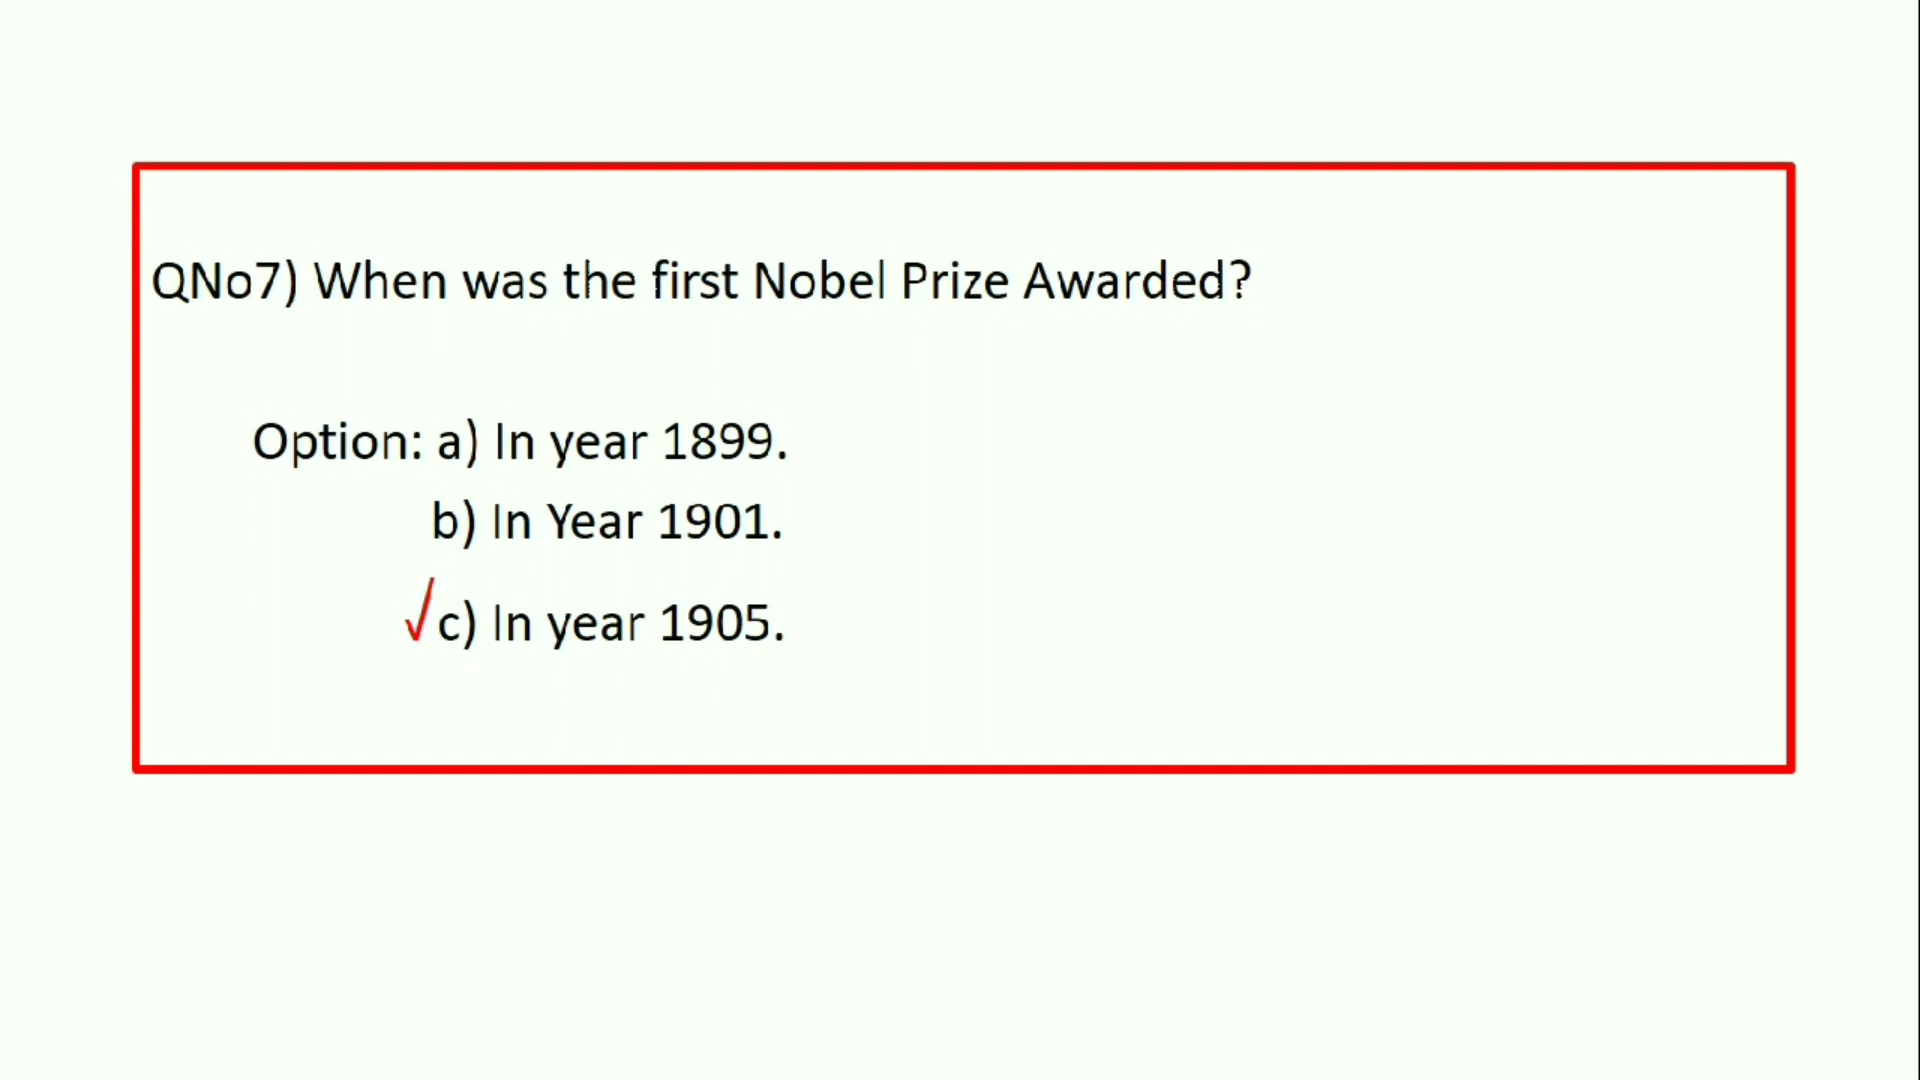 QNo7) When was the first Nobel Prize Awarded?
Option: a) In year 1899.
b) In Year 1901.
√c) In year 1905.